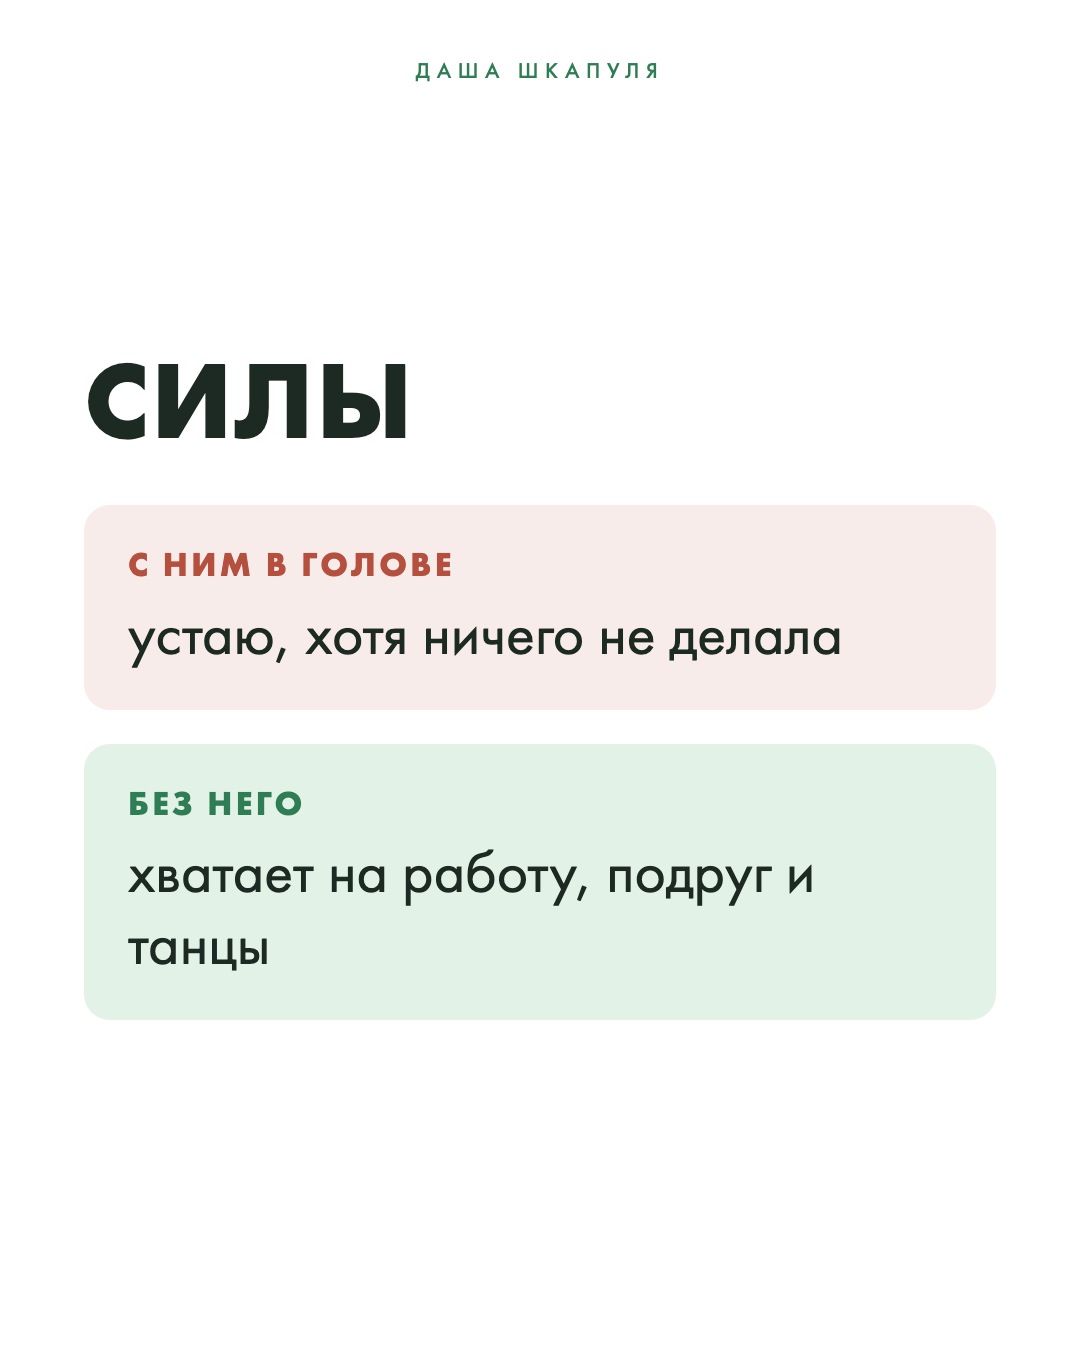 ДАША ШКАПУЛЯ
СИЛЫ
С НИМ В ГОЛОВЕ
устаю, хотя ничего не делала
БЕЗ НЕГО
хватает на работу, подруг и
танцы